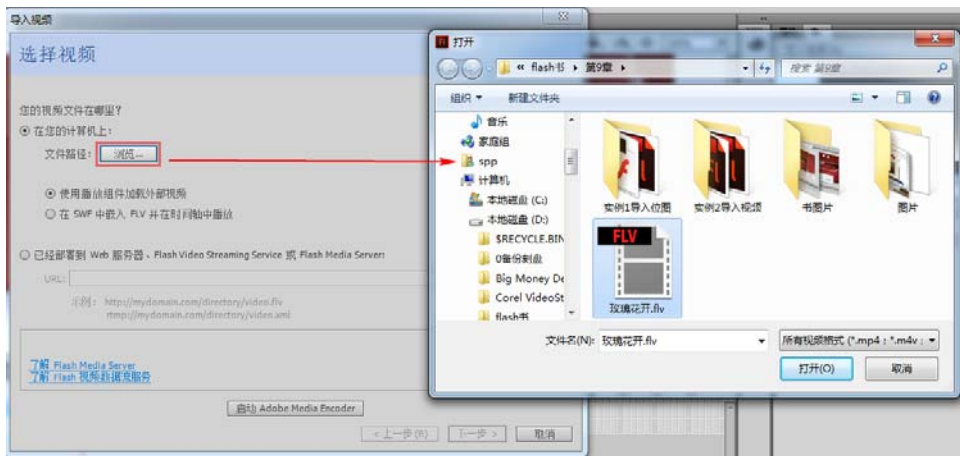 导入视频
选择视频
您的视频文件在哪里?
在您的计算机上:
文件路径: 浏览...
使用播放组件加载外部视频
在 SWF 中嵌入 FLV 并在时间轴中播放
已经部署到 Web 服务器、Flash Video Streaming Service 或 Flash Media Server:
URL:
示例: http://mydomain.com/directory/video.flv
rtmp://mydomain.com/directory/video.xml
了解 Flash Media Server
了解 Flash 视频数据流服务
启动 Adobe Media Encoder
<上一步(B) 下一步> 取消
打开
« flash书 ▸ 第9章 ▸
搜索 第9章
组织 新建文件夹
音乐
家庭组
spp
计算机
本地磁盘 (C:)
本地磁盘 (D:)
$RECYCLE.BIN
0备份刻盘
Big Money De
Corel VideoSt
flash书
实例1导入位图
实例2导入视频
书图片
图片
FLV
玫瑰花开.flv
文件名(N): 玫瑰花开.flv
所有视频格式 (*.mp4 ; *.m4v ;
打开(O) 取消